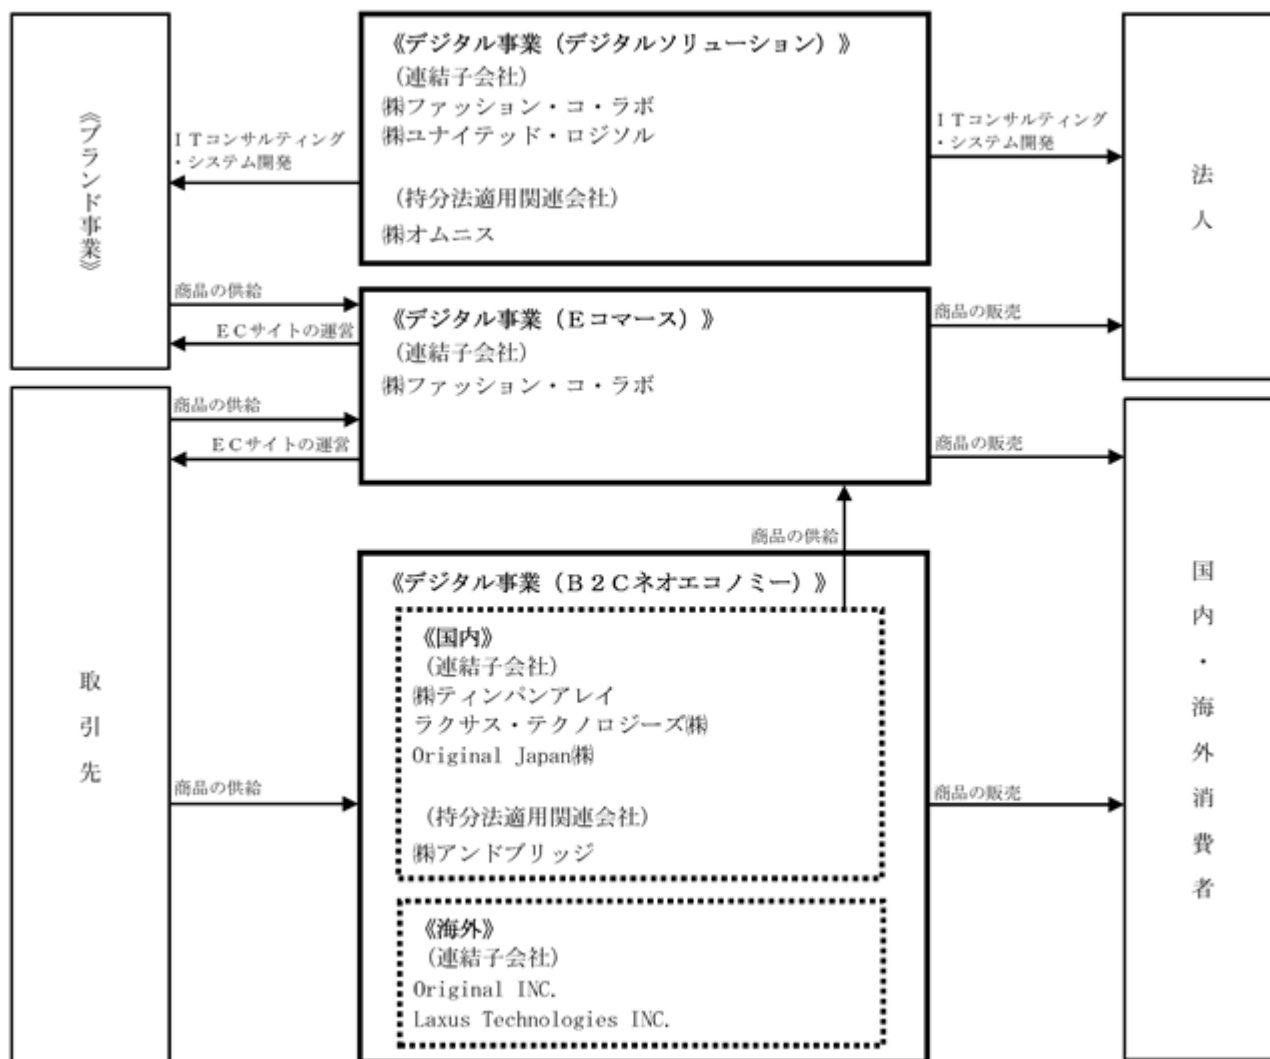 《ブランド事業》
ＩＴコンサルティング
・システム開発
商品の供給
ＥＣサイトの運営
取引先
商品の供給
ＥＣサイトの運営
商品の供給
《デジタル事業（デジタルソリューション）》
（連結子会社）
㈱ファッション・コ・ラボ
㈱ユナイテッド・ロジソル
（持分法適用関連会社）
㈱オムニス
《デジタル事業（Ｅコマース）》
（連結子会社）
㈱ファッション・コ・ラボ
商品の供給
《デジタル事業（Ｂ２Ｃネオエコノミー）》
《国内》
（連結子会社）
㈱ティンパンアレイ
ラクサス・テクノロジーズ㈱
Original Japan㈱
（持分法適用関連会社）
㈱アンドブリッジ
《海外》
（連結子会社）
Original INC.
Laxus Technologies INC.
ＩＴコンサルティング
・システム開発
商品の販売
商品の販売
商品の販売
法人
国内・海外消費者